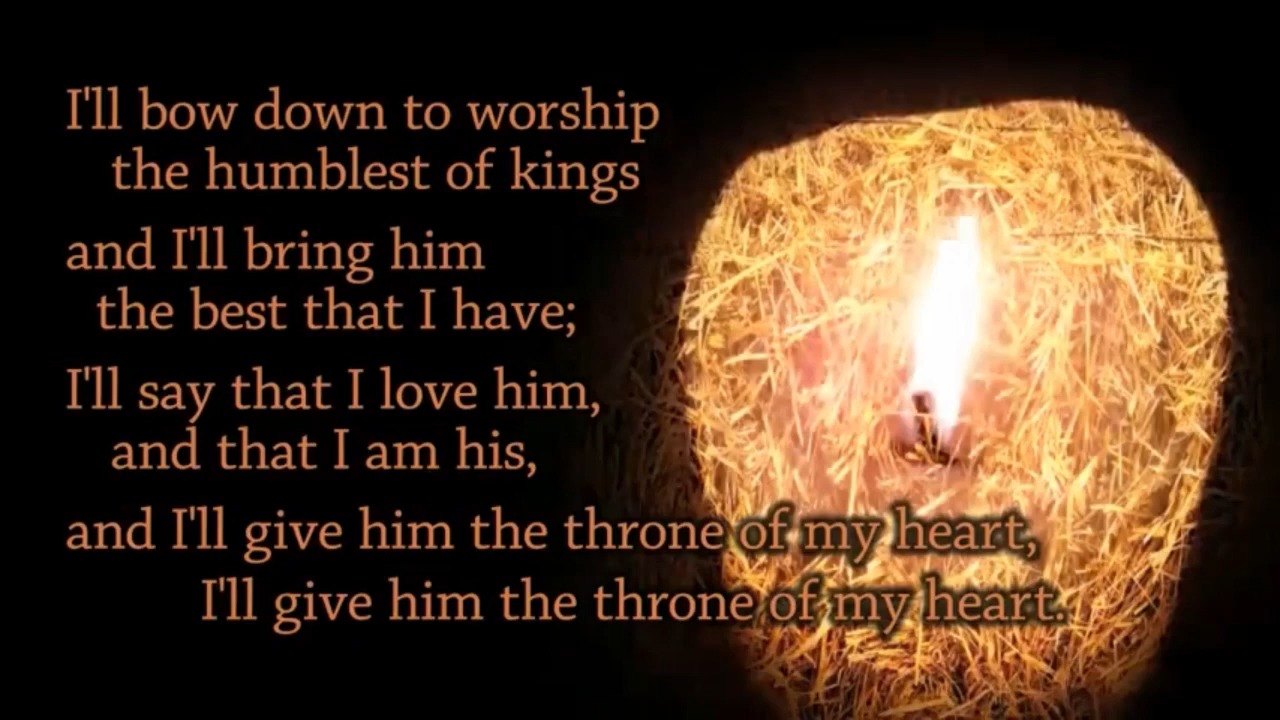 I'll bow down to worship
the humblest of kings
and I'll bring him
the best that I have;
I'll say that I love him,
and that I am his,
and I'll give him the throne of my heart,
I'll give him the throne of my heart.